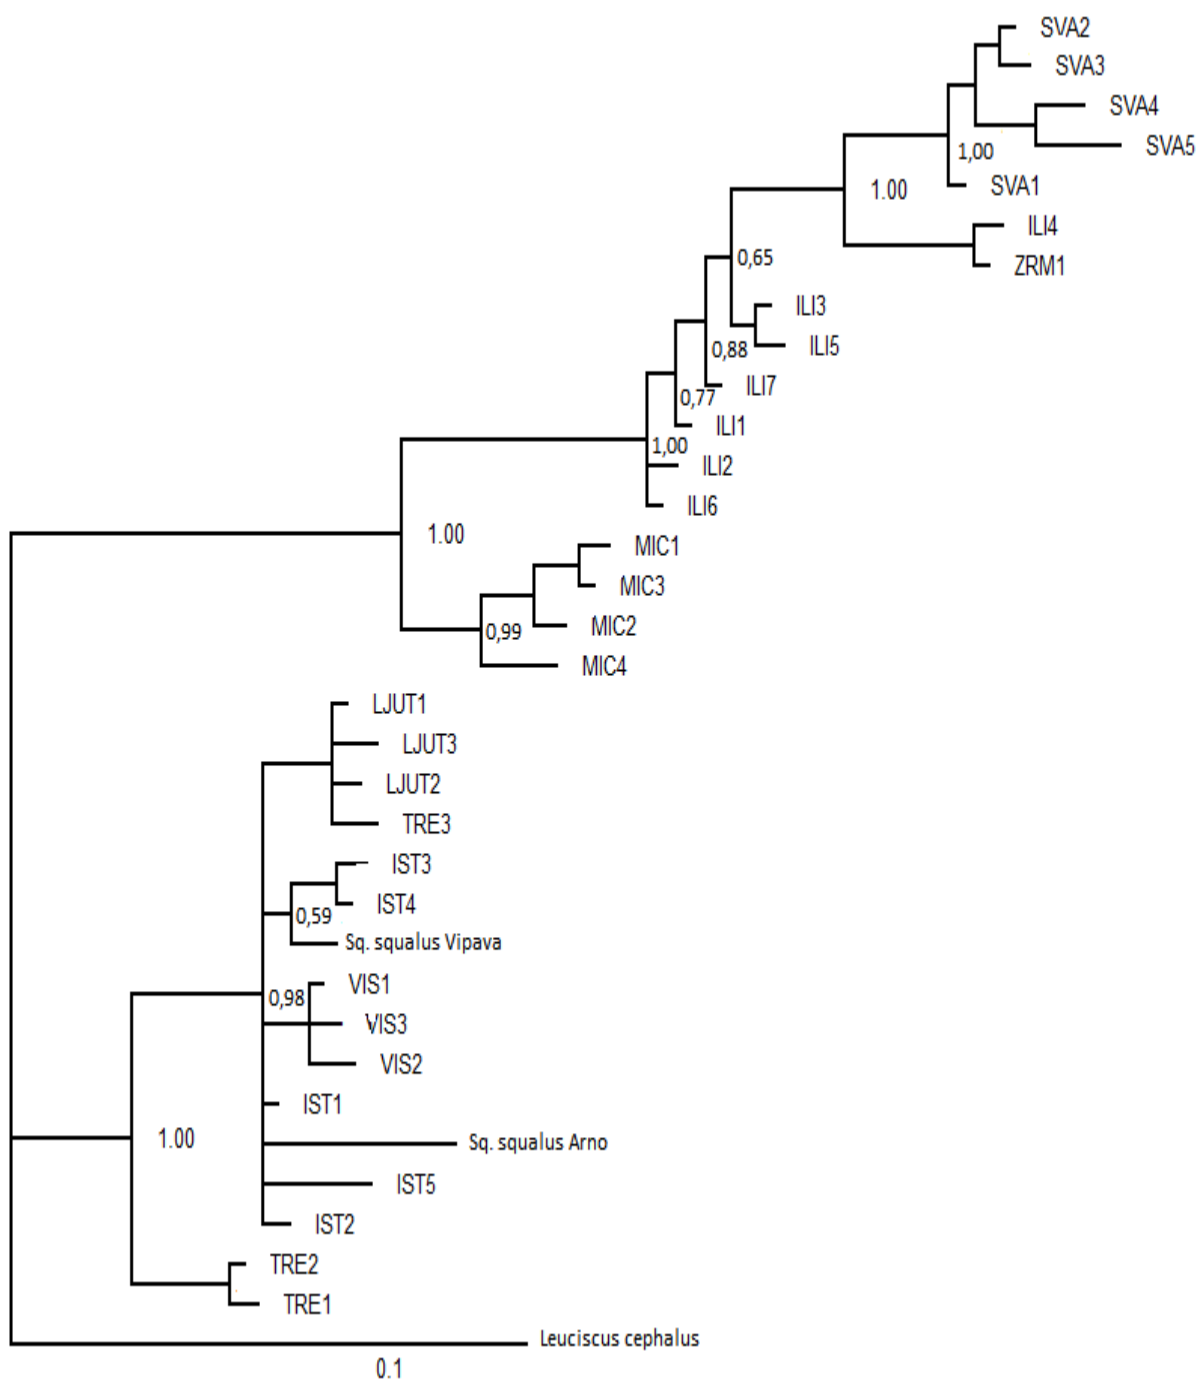 SVA2
SVA3
SVA4
SVA5
1,00
SVA1
1.00
ILI4
0,65
ZRM1
ILI3
ILI5
0,88
ILI7
0,77
ILI1
1,00
ILI2
ILI6
1.00
MIC1
MIC3
MIC2
0,99
MIC4
LJUT1
LJUT3
LJUT2
TRE3
IST3
IST4
0,59
Sq. squalus Vipava
VIS1
0,98
VIS3
VIS2
IST1
1.00
Sq. squalus Arno
IST5
IST2
TRE2
TRE1
Leuciscus cephalus
0.1